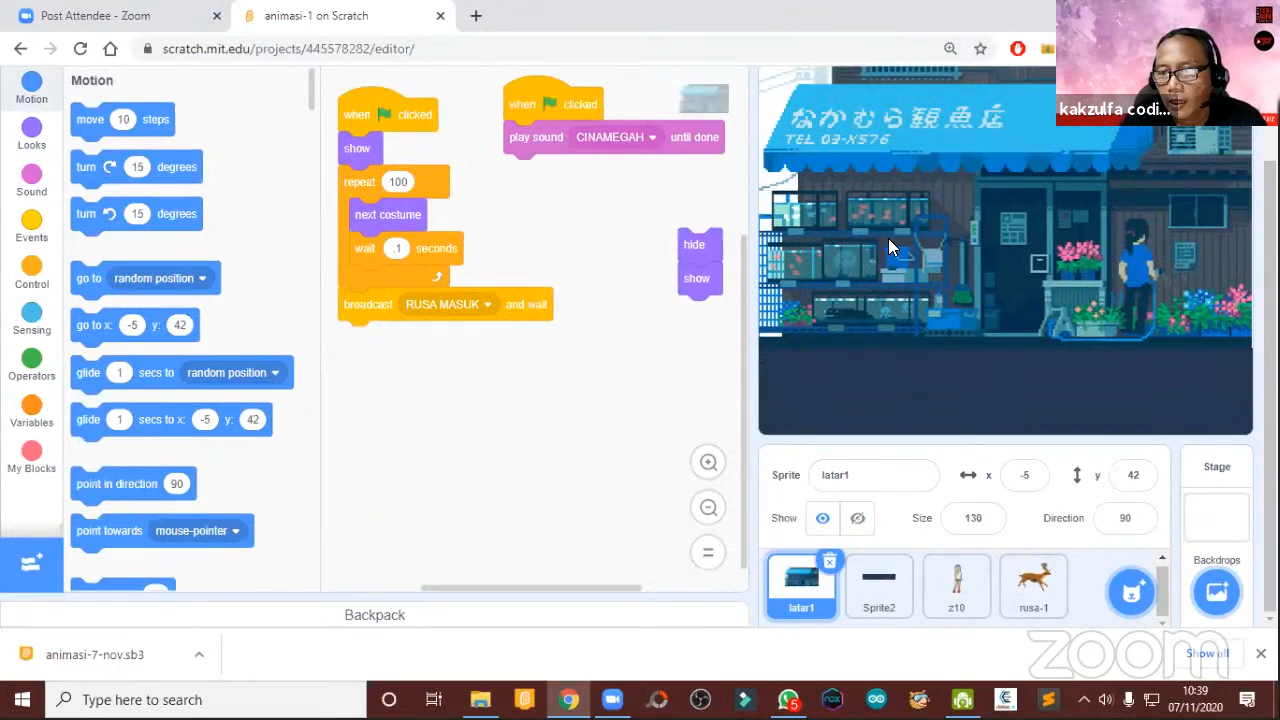 Post Attendee - Zoom
animasi-1 on Scratch
scratch.mit.edu/projects/445578282/editor/
kakzulfa codi...
Motion
Looks
Sound
Events
Control
Sensing
Operators
Variables
My Blocks
Motion
move 10 steps
turn 15 degrees
turn 15 degrees
go to random position
go to x: -5 y: 42
glide 1 secs to random position
glide 1 secs to x: -5 y: 42
point in direction 90
point towards mouse-pointer
when clicked
show
repeat 100
next costume
wait .1 seconds
broadcast RUSA MASUK and wait
when clicked
play sound CINAMEGAH until done
hide
show
なかむら観魚店
TEL 03-X576
Sprite latar1 x -5 y 42
Show Size 130 Direction 90
latar1
Sprite2
z10
rusa-1
Stage
Backdrops
Backpack
animasi-7-nov.sb3
Show all
zoom
Type here to search
5
10:39
07/11/2020